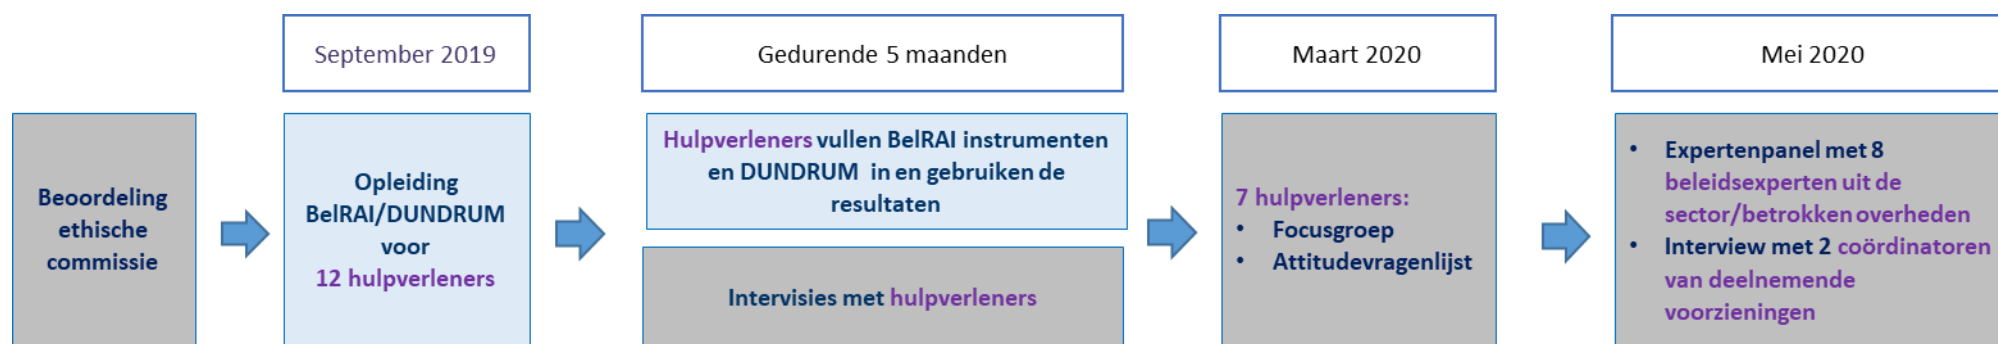 September 2019
Gedurende 5 maanden
Maart 2020
Mei 2020
Beoordeling
ethische
commissie
Opleiding
BelRAI/DUNDRUM
voor
12 hulpverleners
Hulpverleners vullen BelRAI instrumenten
en DUNDRUM in en gebruiken de
resultaten
Intervisies met hulpverleners
7 hulpverleners:
• Focusgroep
• Attitudevragenlijst
• Expertenpanel met 8
beleidsexperten uit de
sector/betrokken overheden
• Interview met 2 coördinatoren
van deelnemende
voorzieningen